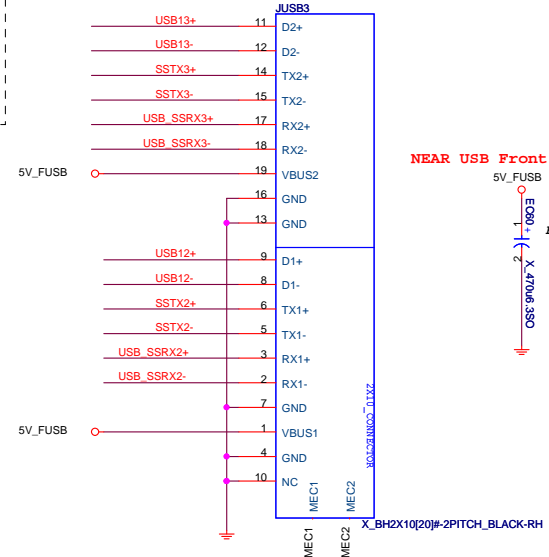 JUSB3
USB13+ 11 D2+
USB13- 12 D2-
SSTX3+ 14 TX2+
SSTX3- 15 TX2-
USB_SSRX3+ 17 RX2+
USB_SSRX3- 18 RX2-
5V_FUSB 19 VBUS2
16 GND
13 GND
USB12+ 9 D1+
USB12- 8 D1-
SSTX2+ 6 TX1+
SSTX2- 5 TX1-
USB_SSRX2+ 3 RX1+
USB_SSRX2- 2 RX1-
7 GND
5V_FUSB 1 VBUS1
4 GND
10 NC
2X10_CONNECTOR
MEC1
MEC2
MEC1
MEC2
X_BH2X10[20]#-2PITCH_BLACK-RH
NEAR USB Front
5V_FUSB
EC60
+
1
2
X_470u6.3SO